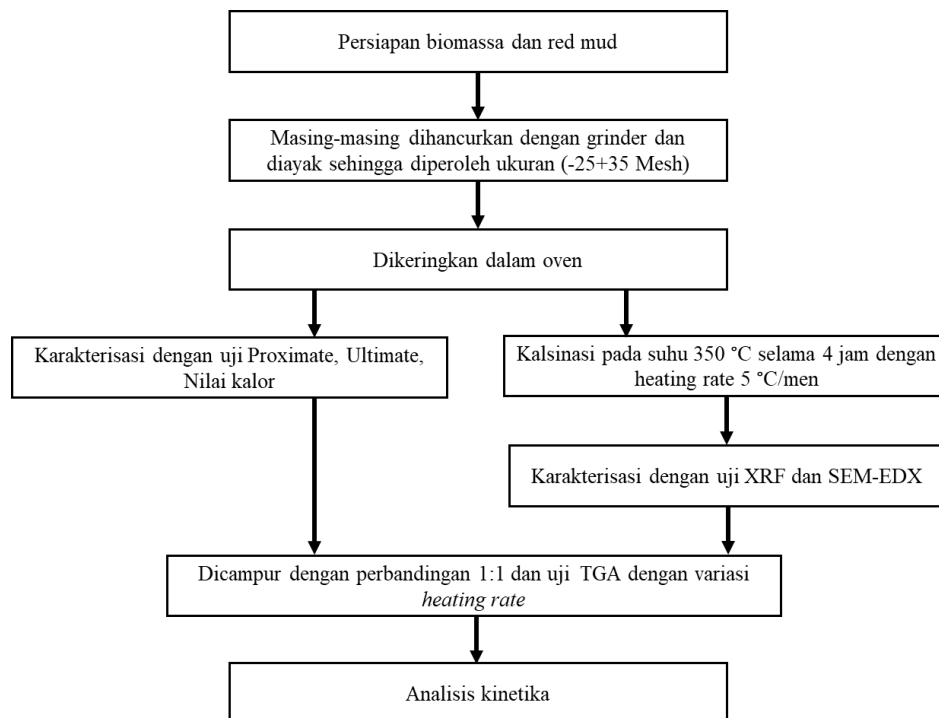 Persiapan biomassa dan red mud
Masing-masing dihancurkan dengan grinder dan
diayak sehingga diperoleh ukuran (-25+35 Mesh)
Dikeringkan dalam oven
Karakterisasi dengan uji Proximate, Ultimate,
Nilai kalor
Kalsinasi pada suhu 350 °C selama 4 jam dengan
heating rate 5 °C/men
Karakterisasi dengan uji XRF dan SEM-EDX
Dicampur dengan perbandingan 1:1 dan uji TGA dengan variasi
heating rate
Analisis kinetika